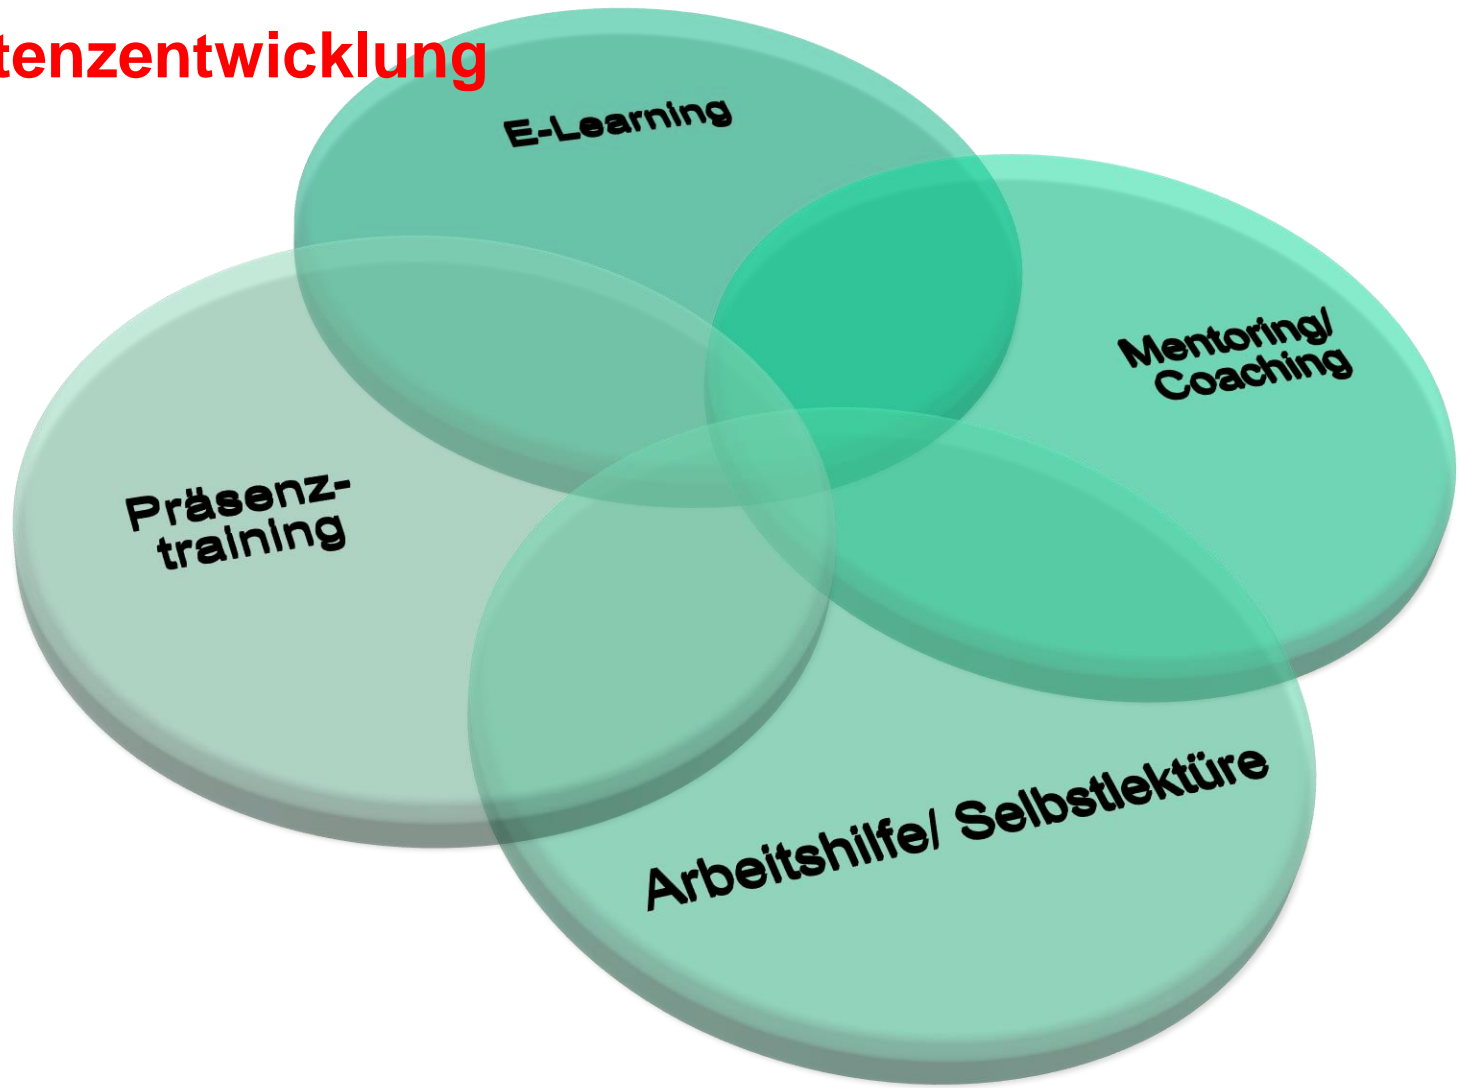 tenzentwicklung
E-Learning
Mentoring/
Coaching
Präsenz-
training
Arbeitshilfe/ Selbstlektüre